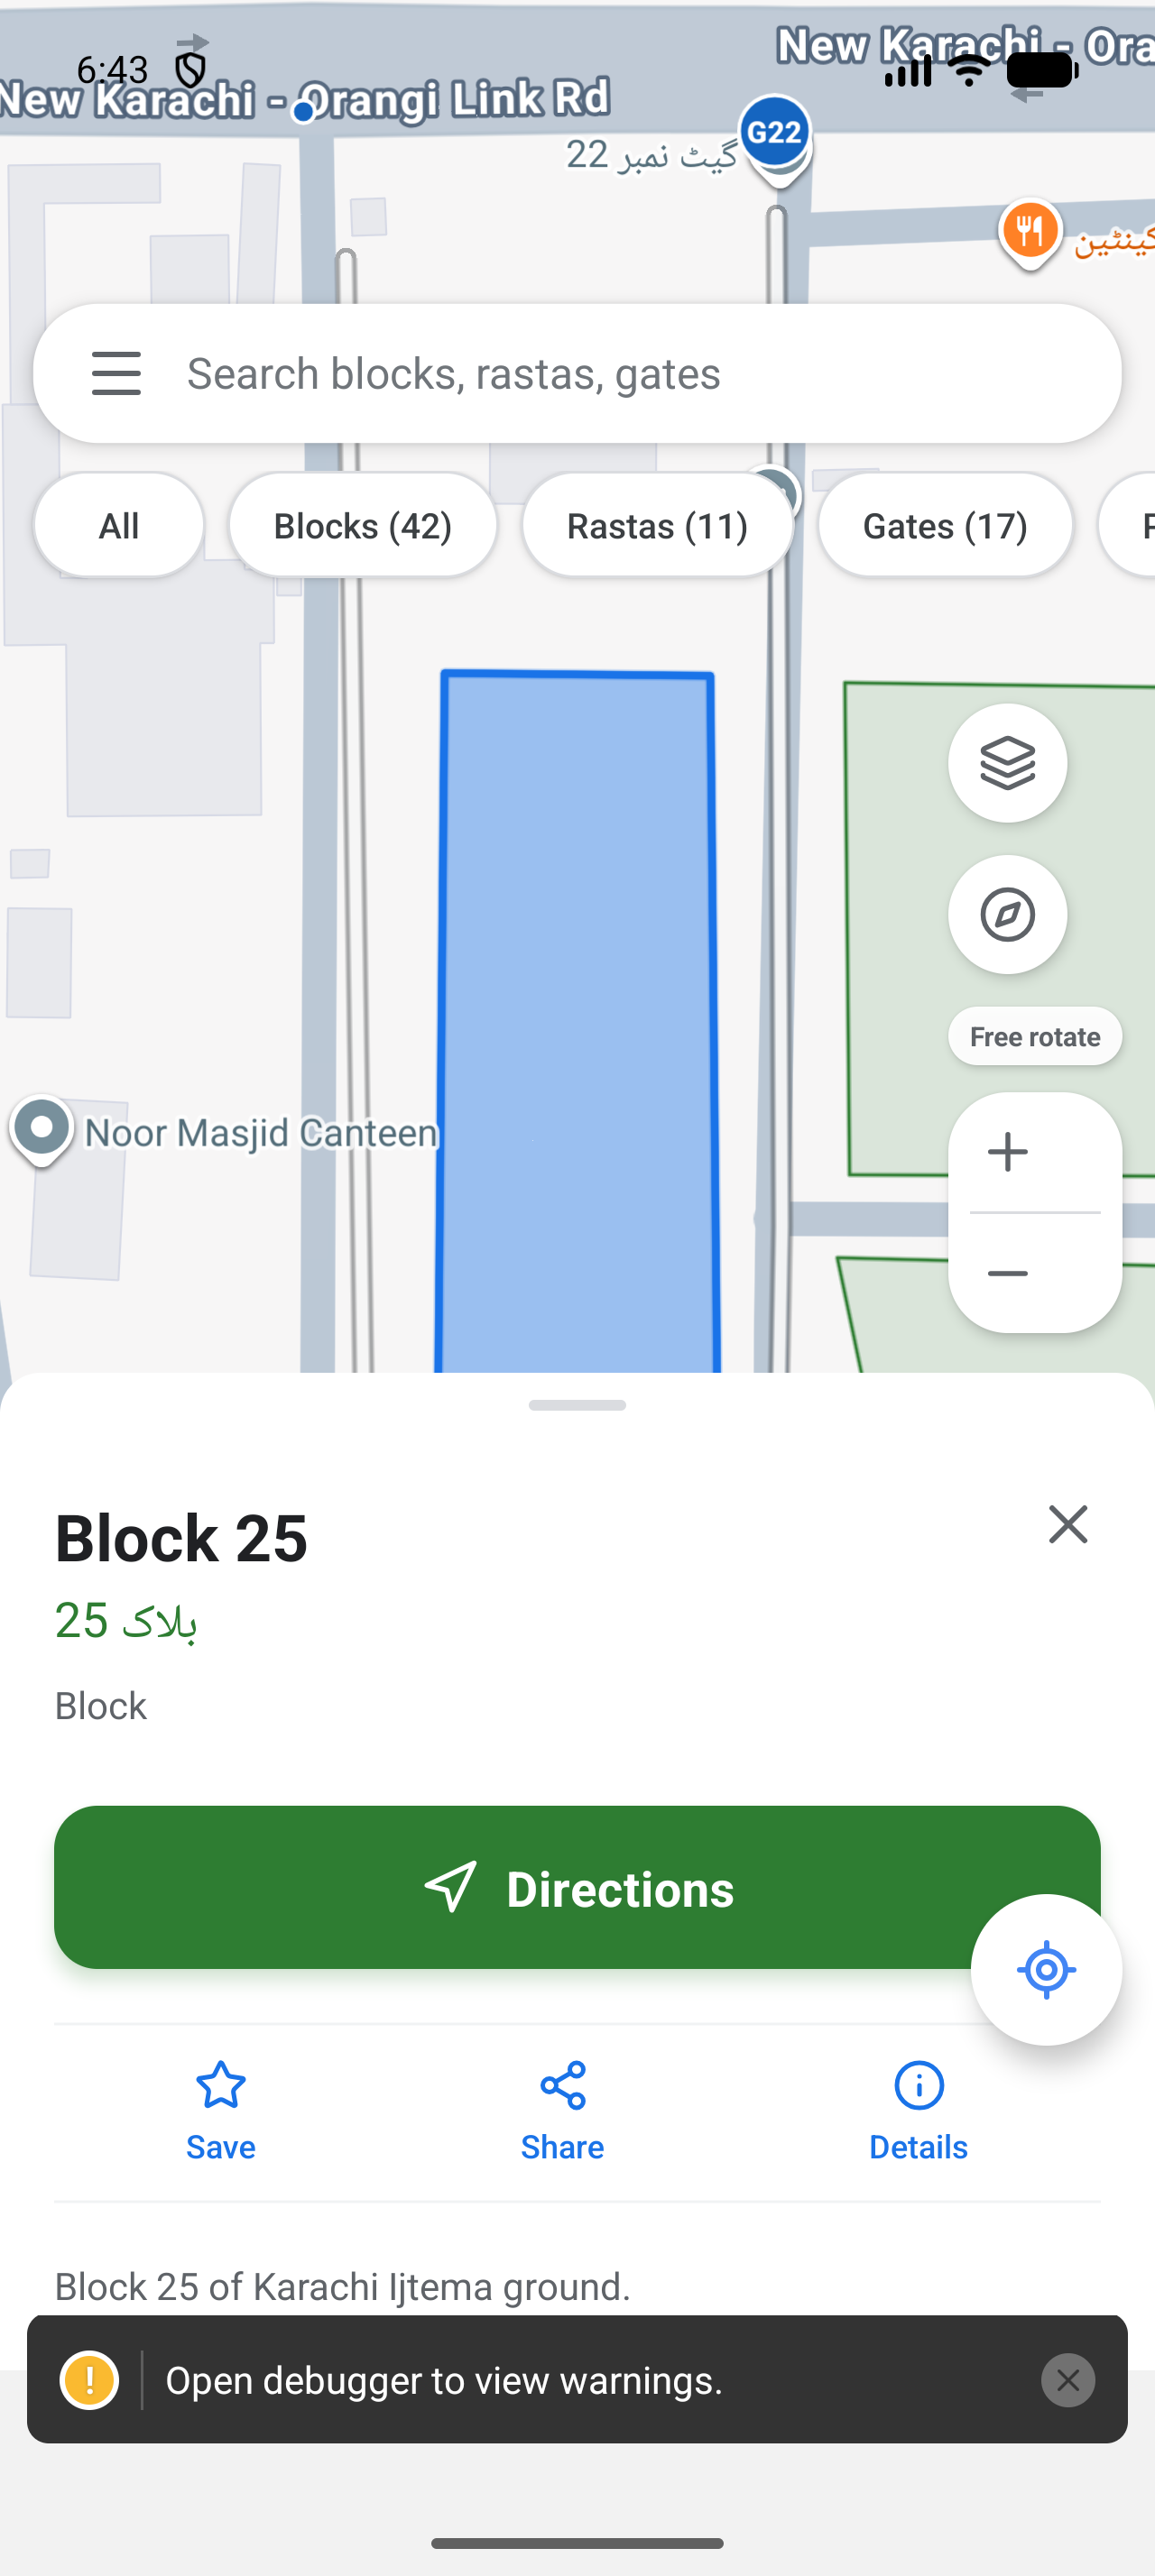 New Karachi - Ora
6:43
New Karachi - Orangi Link Rd
G22
گیٹ نمبر 22
کینٹین
Search blocks, rastas, gates
All
Blocks (42)
Rastas (11)
Gates (17)
Free rotate
Noor Masjid Canteen
Block 25
بلاک 25
Block
Directions
Save
Share
Details
Block 25 of Karachi Ijtema ground.
! Open debugger to view warnings.